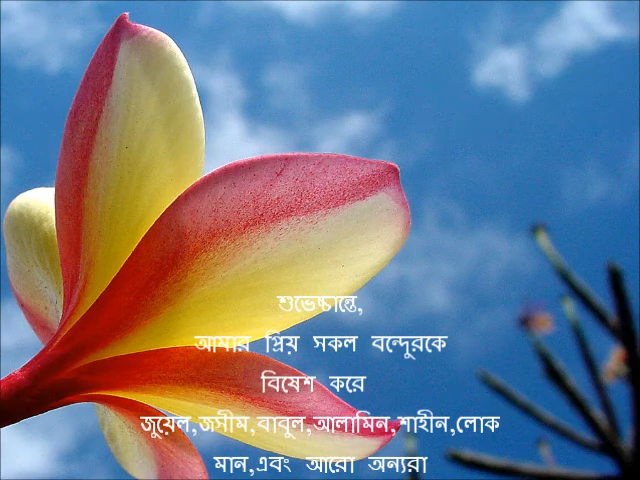 শুভেচ্ছান্তে,
আমার প্রিয় সকল বন্দুেরকে
বিষেশ করে
জুয়েল,জসীম,বাবুল,আলামিন,শাহীন,লোক
মান,এবং আরো অন্যরা